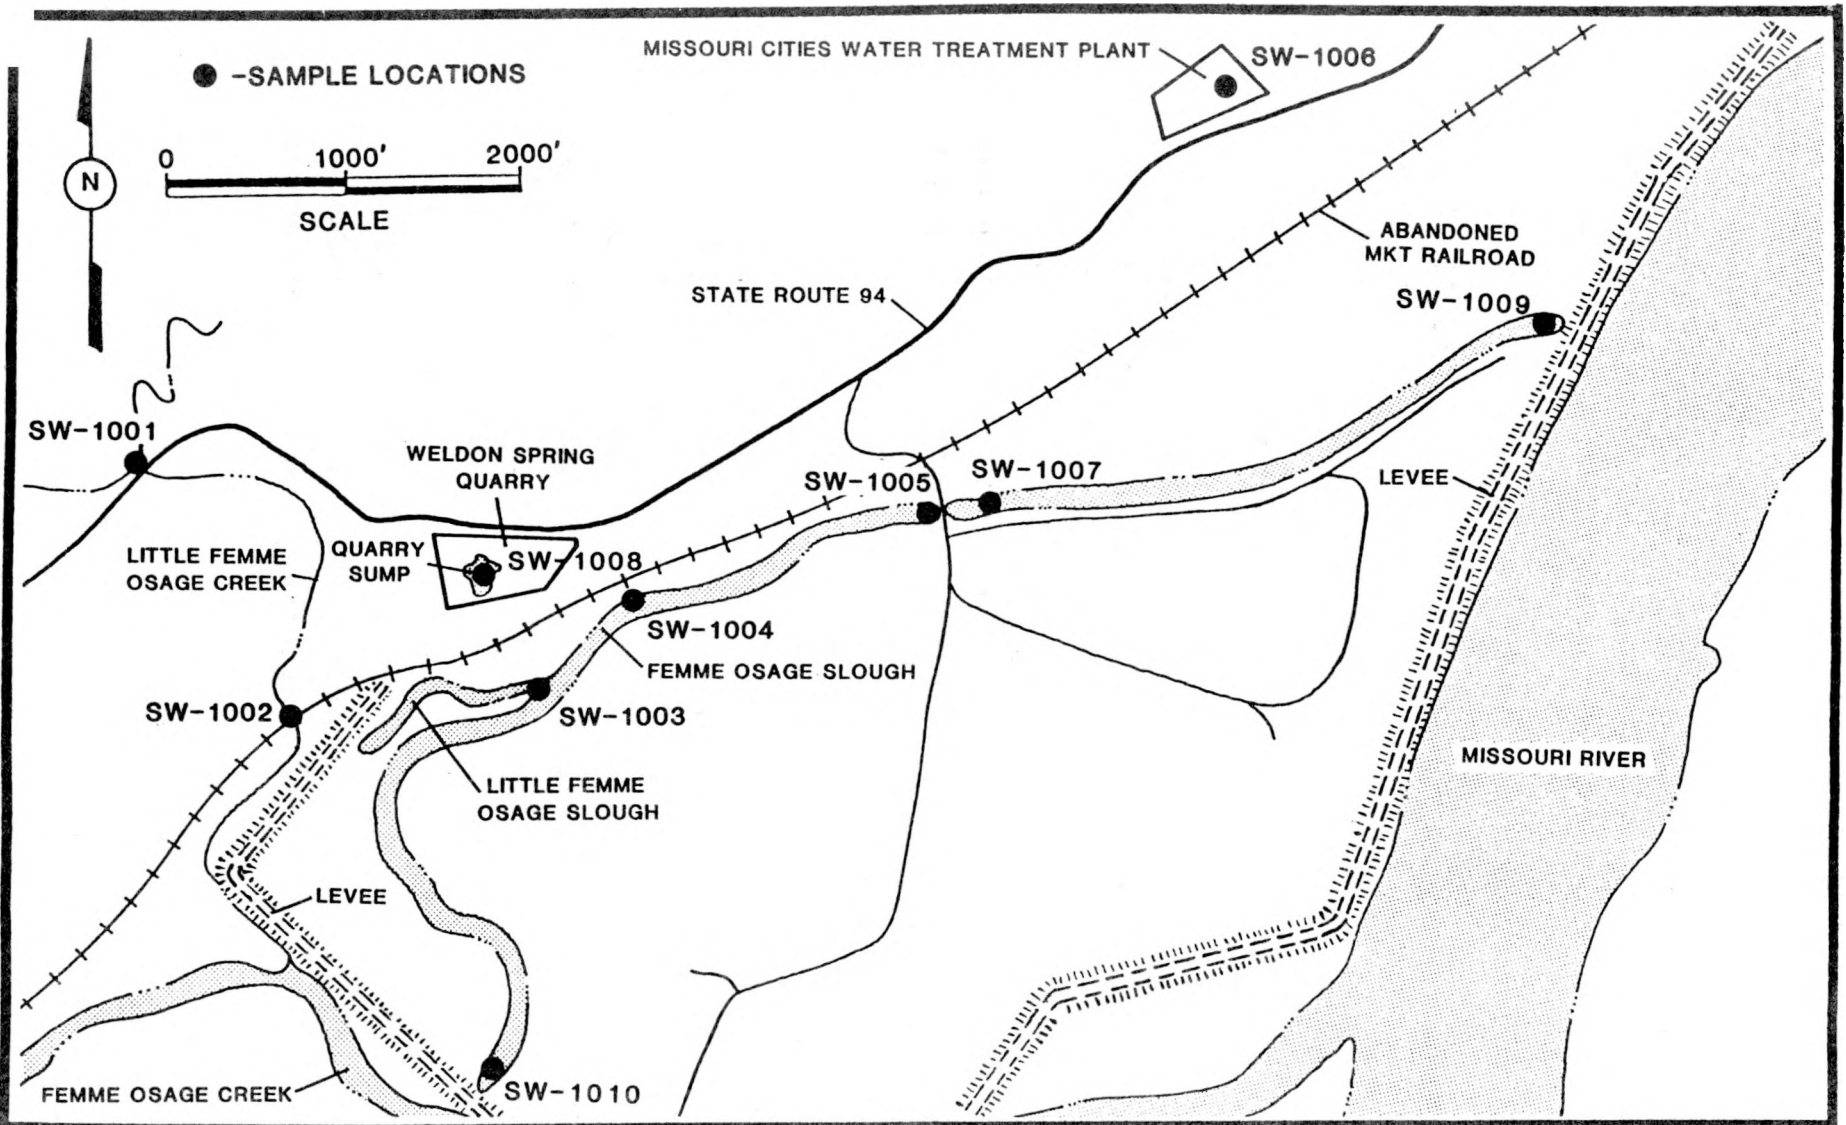 MISSOURI CITIES WATER TREATMENT PLANT
SW-1006
-SAMPLE LOCATIONS
0 1000' 2000'
N
SCALE
ABANDONED
MKT RAILROAD
STATE ROUTE 94
SW-1009
SW-1001
WELDON SPRING
QUARRY
SW-1005
SW-1007
LEVEE
LITTLE FEMME
OSAGE CREEK
QUARRY
SUMP
SW-1008
SW-1004
FEMME OSAGE SLOUGH
SW-1002
SW-1003
MISSOURI RIVER
LITTLE FEMME
OSAGE SLOUGH
LEVEE
FEMME OSAGE CREEK
SW-1010